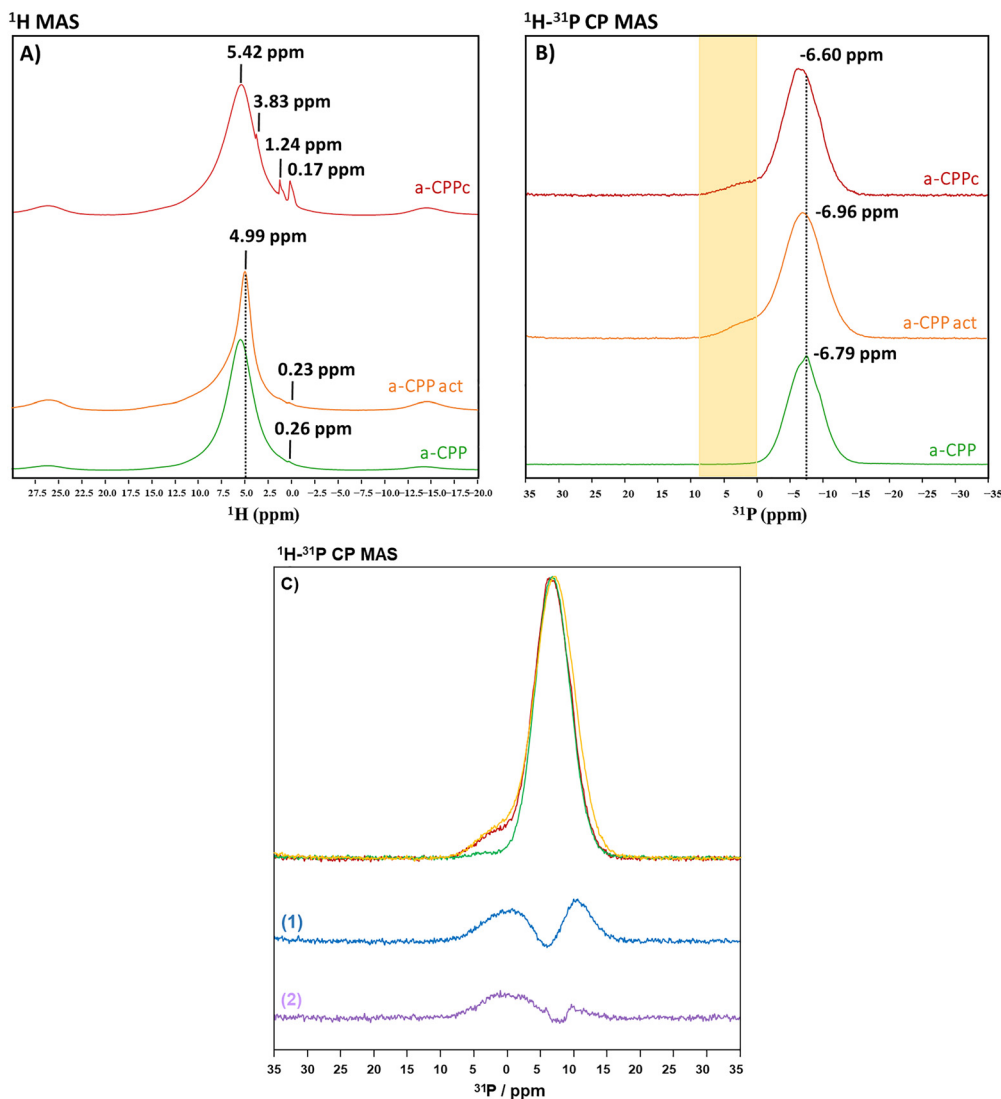 ¹H MAS
A)
5.42 ppm
3.83 ppm
1.24 ppm
0.17 ppm
a-CPPc
4.99 ppm
0.23 ppm
a-CPP act
0.26 ppm
a-CPP
27.5 25.0 22.5 20.0 17.5 15.0 12.5 10.0 7.5 5.0 2.5 0.0 −2.5 −5.0 −7.5 −10.0 −12.5 −15.0 −17.5 −20.0
¹H (ppm)
¹H-³¹P CP MAS
B)
-6.60 ppm
a-CPPc
-6.96 ppm
a-CPP act
-6.79 ppm
a-CPP
35 30 25 20 15 10 5 0 −5 −10 −15 −20 −25 −30 −35
³¹P (ppm)
¹H-³¹P CP MAS
C)
(1)
(2)
35 30 25 20 15 10 5 0 5 10 15 20 25 30 35
³¹P / ppm